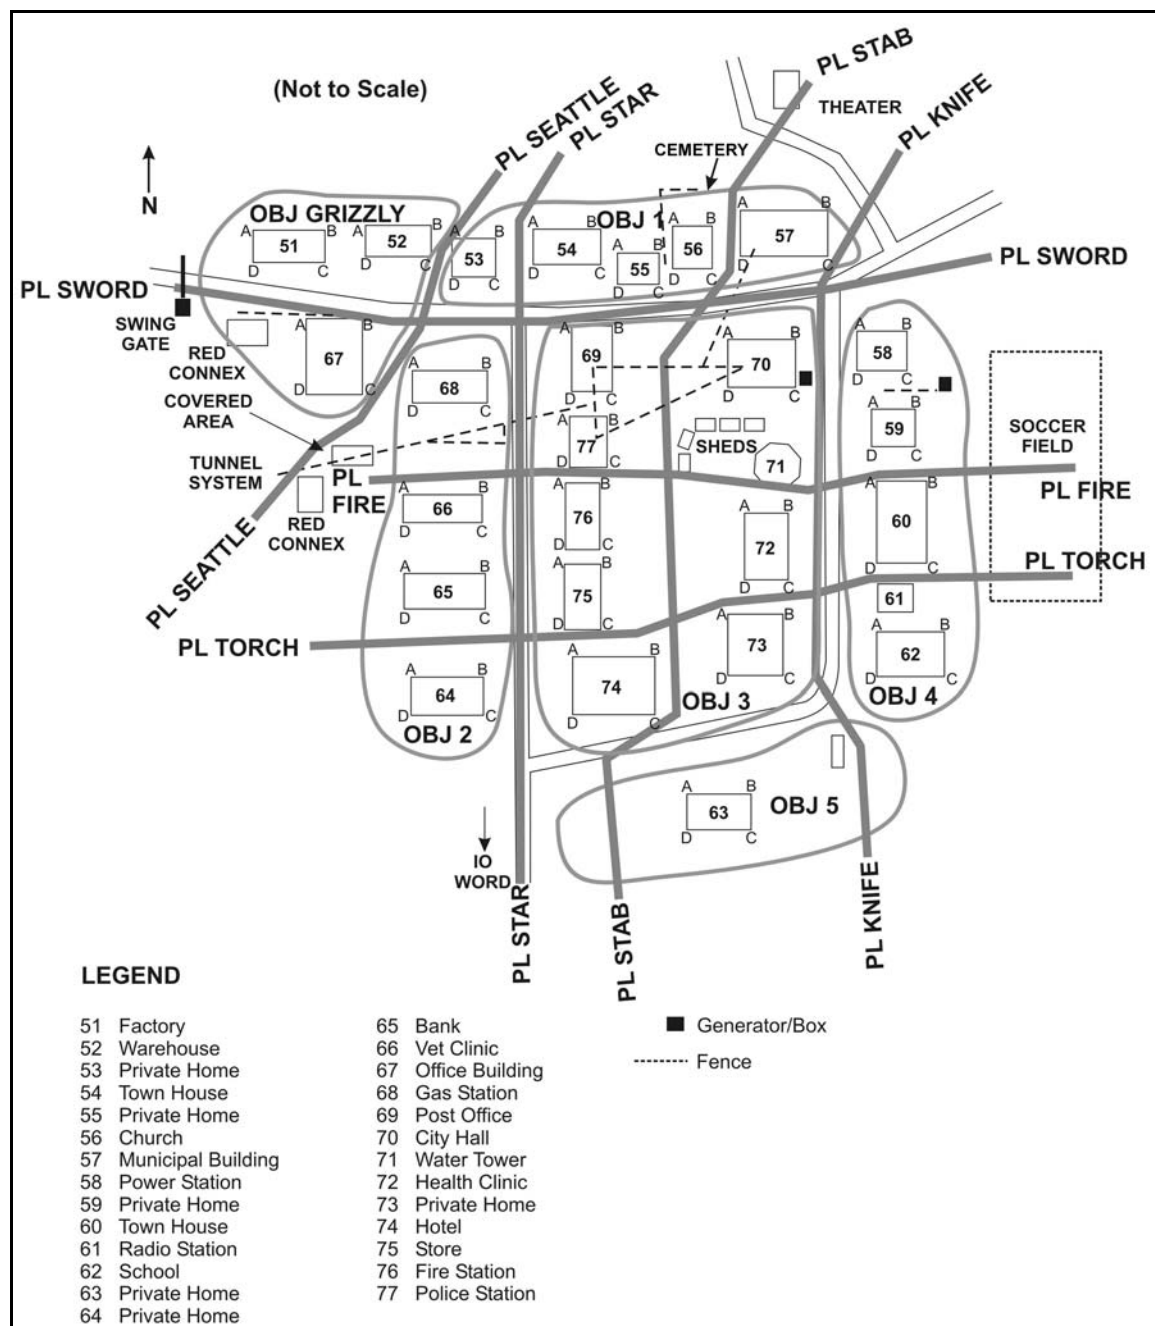 (Not to Scale)
PL STAB
PL SEATTLE
PL STAR
THEATER
PL KNIFE
CEMETERY
N
OBJ GRIZZLY
OBJ 1
A B
51
D C
A B
52
D C
A B
53
D C
A B
54
D C
A B
55
D C
A B
56
D C
A B
57
D C
PL SWORD
PL SWORD
SWING
GATE
RED
CONNEX
A B
67
D C
A B
68
D C
A B
69
D C
A B
70
D C
A B
58
D C
A B
59
D C
COVERED
AREA
TUNNEL
SYSTEM
A B
77
D C
SHEDS
71
SOCCER
FIELD
PL
FIRE
PL FIRE
RED
CONNEX
PL SEATTLE
A B
66
D C
A B
76
D C
A B
72
D C
A B
60
D C
PL TORCH
A B
65
D C
A B
75
D C
61
PL TORCH
A B
64
D C
OBJ 2
A B
74
D C
A B
73
D C
OBJ 3
A B
62
D C
OBJ 4
A B
63
D C
OBJ 5
IO
WORD
PL STAR
PL STAB
PL KNIFE
LEGEND
51 Factory
52 Warehouse
53 Private Home
54 Town House
55 Private Home
56 Church
57 Municipal Building
58 Power Station
59 Private Home
60 Town House
61 Radio Station
62 School
63 Private Home
64 Private Home
65 Bank
66 Vet Clinic
67 Office Building
68 Gas Station
69 Post Office
70 City Hall
71 Water Tower
72 Health Clinic
73 Private Home
74 Hotel
75 Store
76 Fire Station
77 Police Station
Generator/Box
Fence